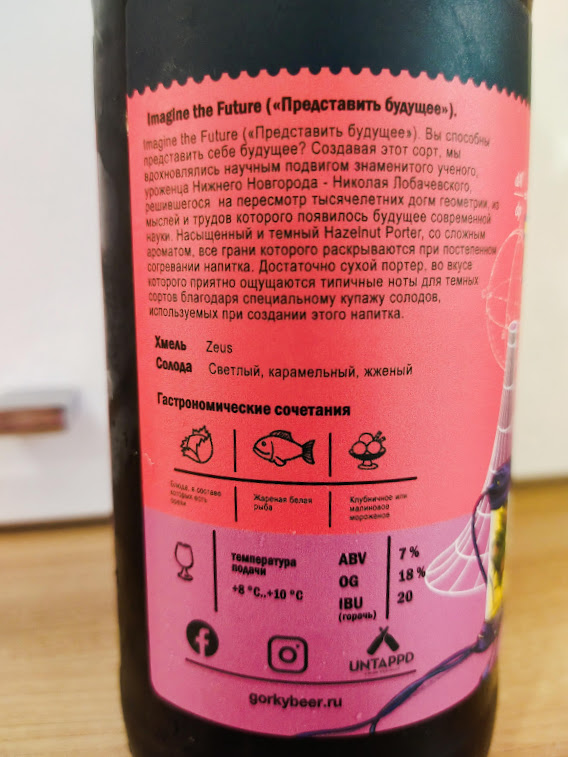 Imagine the Future («Представить будущее»).
Imagine the Future («Представить будущее»). Вы способны
представить себе будущее? Создавая этот сорт, мы
вдохновлялись научным подвигом знаменитого ученого,
уроженца Нижнего Новгорода - Николая Лобачевского,
решившегося на пересмотр тысячелетних догм геометрии, из
мыслей и трудов которого появилось будущее современной
науки. Насыщенный и темный Hazelnut Porter, со сложным
ароматом, все грани которого раскрываются при постепенном
согревании напитка. Достаточно сухой портер, во вкусе
которого приятно ощущаются типичные ноты для темных
сортов благодаря специальному купажу солодов,
используемых при создании этого напитка.
Хмель Zeus
Солода Светлый, карамельный, жженый
Гастрономические сочетания
Блюда, в составе
которых есть
орехи
Жареная белая
рыба
Клубничное или
малиновое
мороженое
температура
подачи
+8 °C..+10 °C
ABV 7 %
OG 18 %
IBU 20
(горечь)
UNTAPPD
gorkybeer.ru